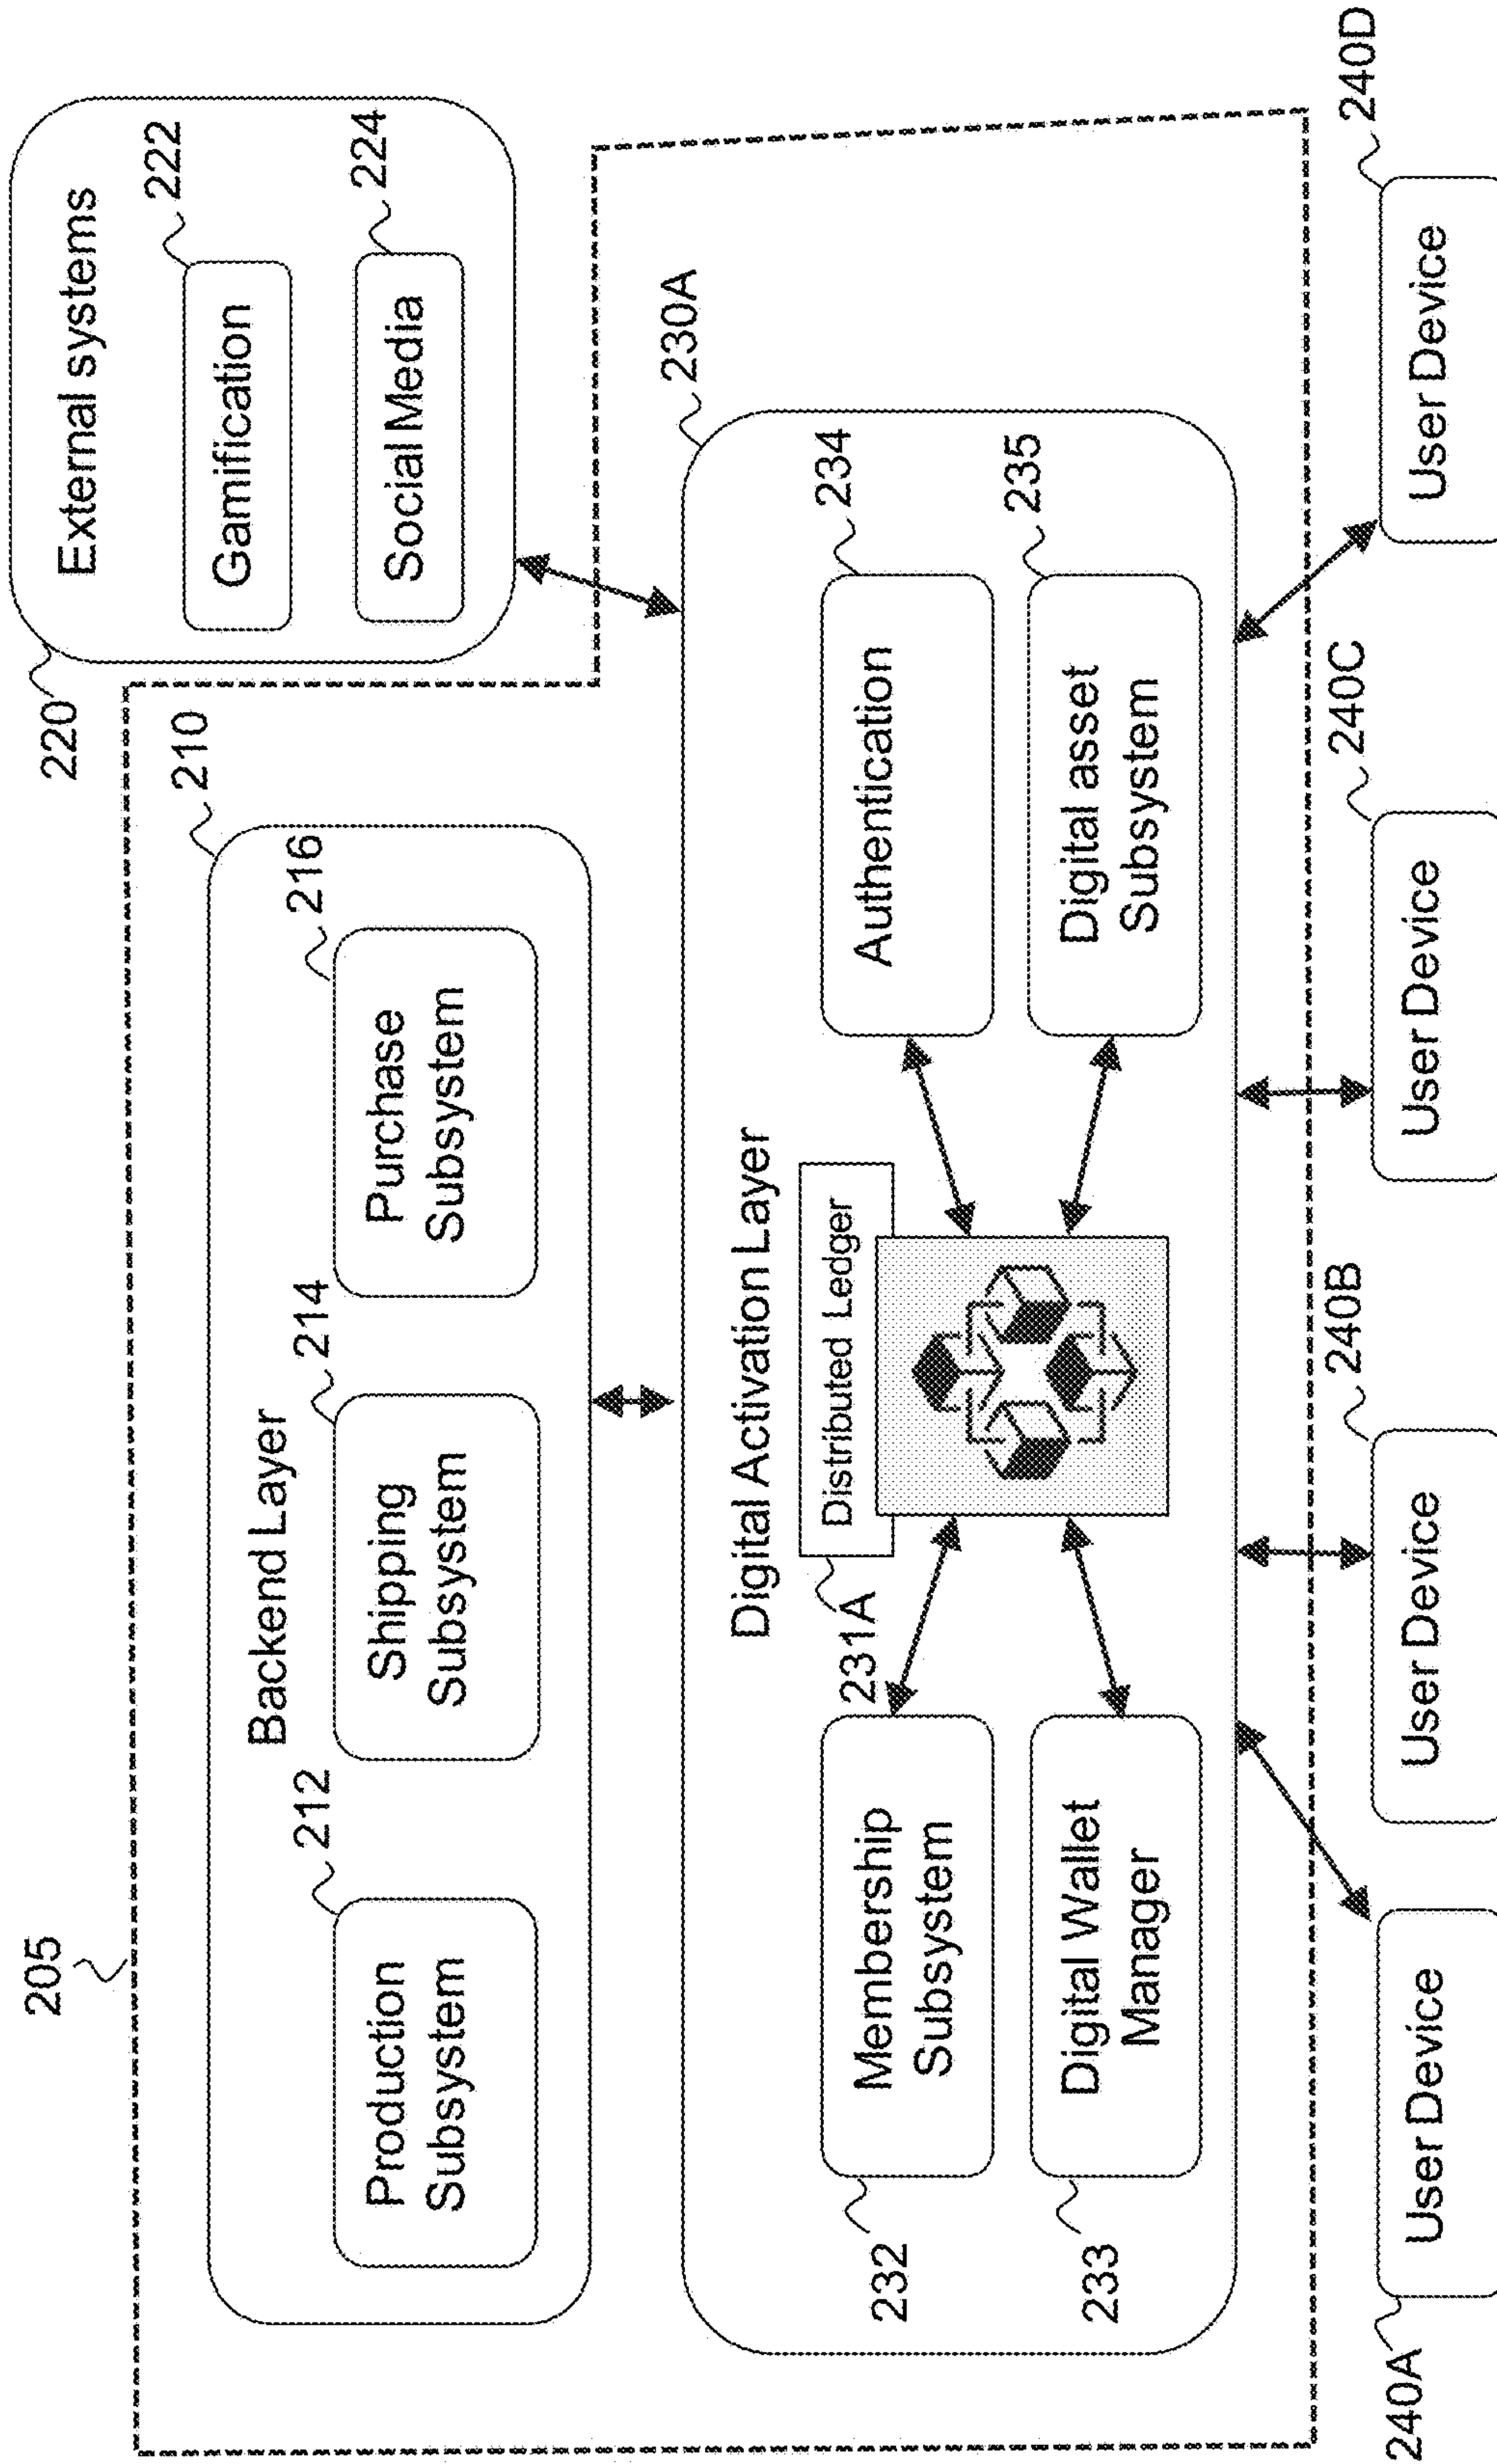 205
220
External systems
222
Gamification
224
Social Media
210
Backend Layer
212
Production
Subsystem
214
Shipping
Subsystem
216
Purchase
Subsystem
230A
Digital Activation Layer
231A
Distributed Ledger
232
Membership
Subsystem
233
Digital Wallet
Manager
234
Authentication
235
Digital asset
Subsystem
240A
User Device
240B
User Device
240C
User Device
240D
User Device